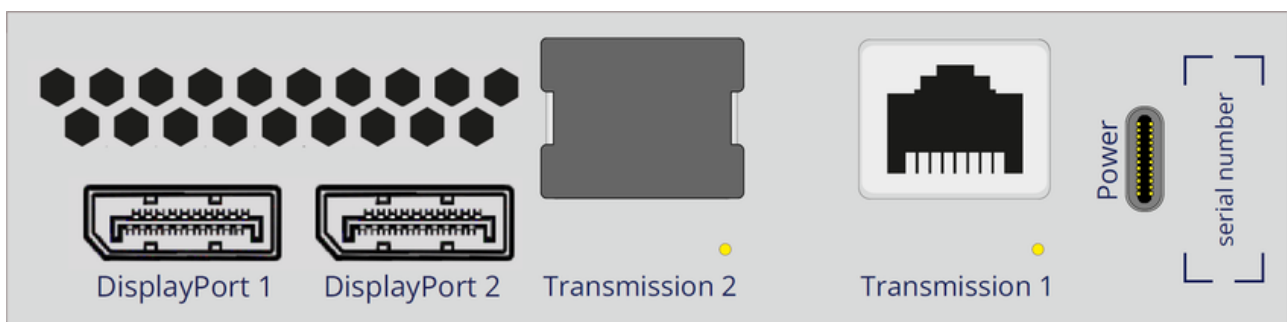 DisplayPort 1
DisplayPort 2
Transmission 2
Transmission 1
Power
serial number